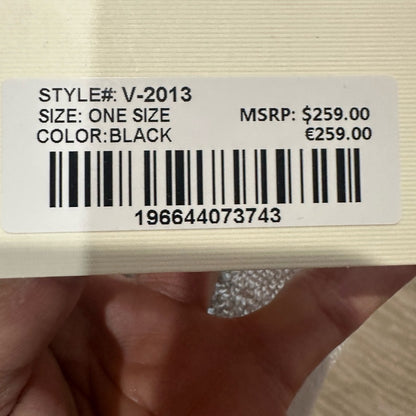 STYLE#: V-2013
SIZE: ONE SIZE MSRP: $259.00
COLOR:BLACK €259.00
196644073743